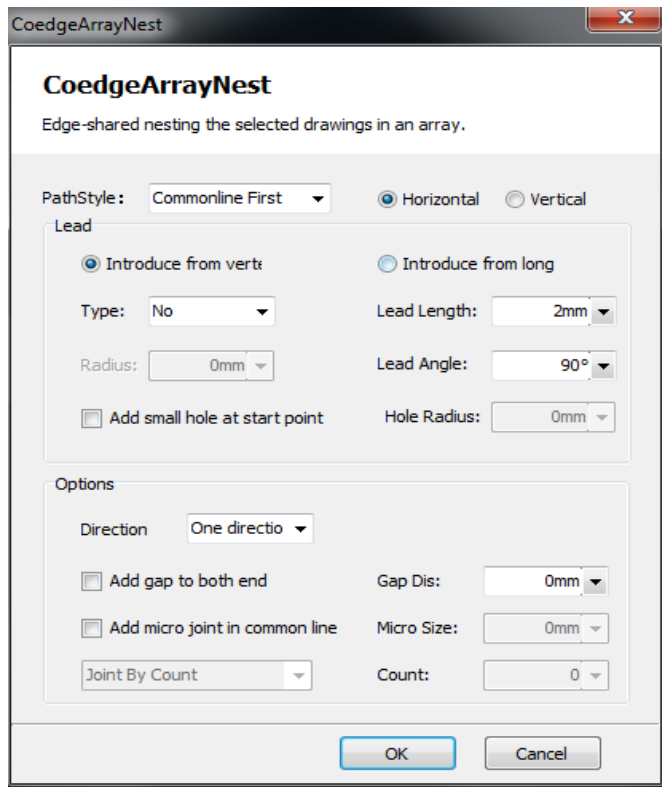 CoedgeArrayNest
CoedgeArrayNest
Edge-shared nesting the selected drawings in an array.
PathStyle: Commonline First Horizontal Vertical
Lead
Introduce from verte Introduce from long
Type: No Lead Length: 2mm
Radius: 0mm Lead Angle: 90°
Add small hole at start point Hole Radius: 0mm
Options
Direction One directio
Add gap to both end Gap Dis: 0mm
Add micro joint in common line Micro Size: 0mm
Joint By Count Count: 0
OK Cancel